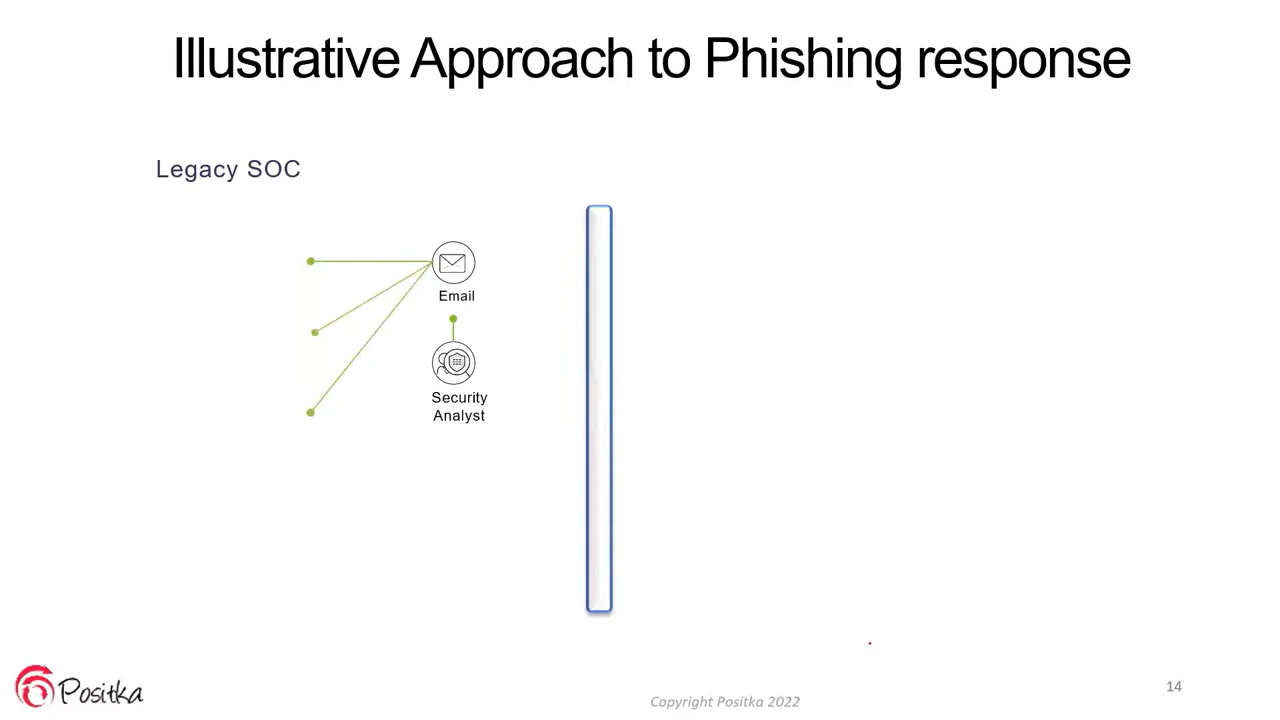 Illustrative Approach to Phishing response
Legacy SOC
Email
Security
Analyst
Positka
Copyright Positka 2022
14